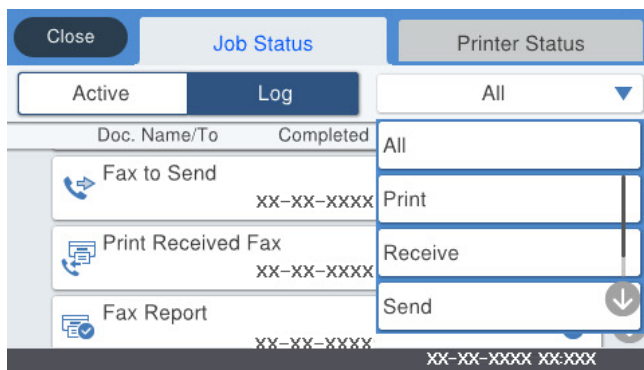 Close Job Status Printer Status
Active Log All
Doc. Name/To Completed
All
Fax to Send
XX-XX-XXXX
Print
Print Received Fax
XX-XX-XXXX
Receive
Fax Report
XX-XX-XXXX
Send
XX-XX-XXXX XX:XXX